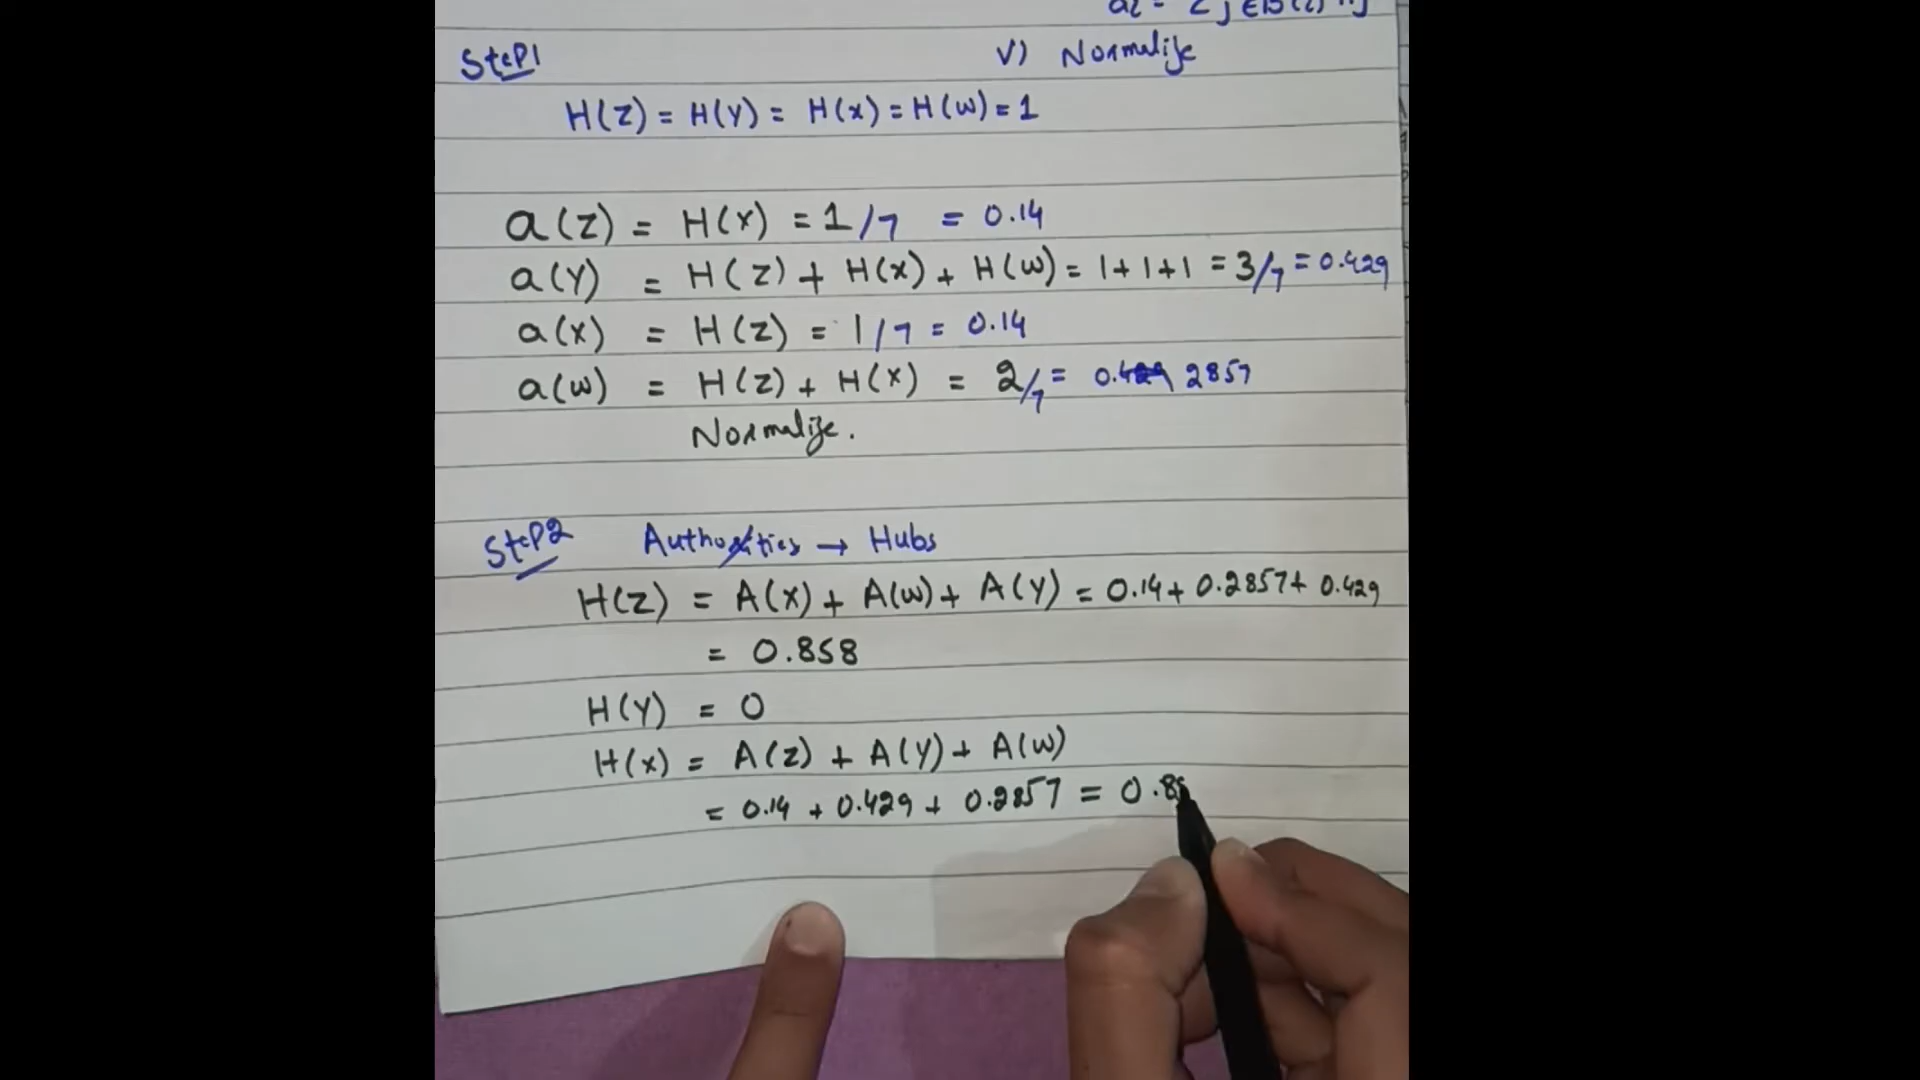 Step1
v) Normalize
H(z) = H(y) = H(x) = H(w) = 1
a(z) = H(x) = 1/7 = 0.14
a(y) = H(z) + H(x) + H(w) = 1+1+1 = 3/7 = 0.429
a(x) = H(z) = 1/7 = 0.14
a(w) = H(z) + H(x) = 2/7 = 0.2857
Normalize.
Step2 Authorities → Hubs
H(z) = A(x) + A(w) + A(y) = 0.14 + 0.2857 + 0.429
= 0.858
H(y) = 0
H(x) = A(z) + A(y) + A(w)
= 0.14 + 0.429 + 0.2857 = 0.8